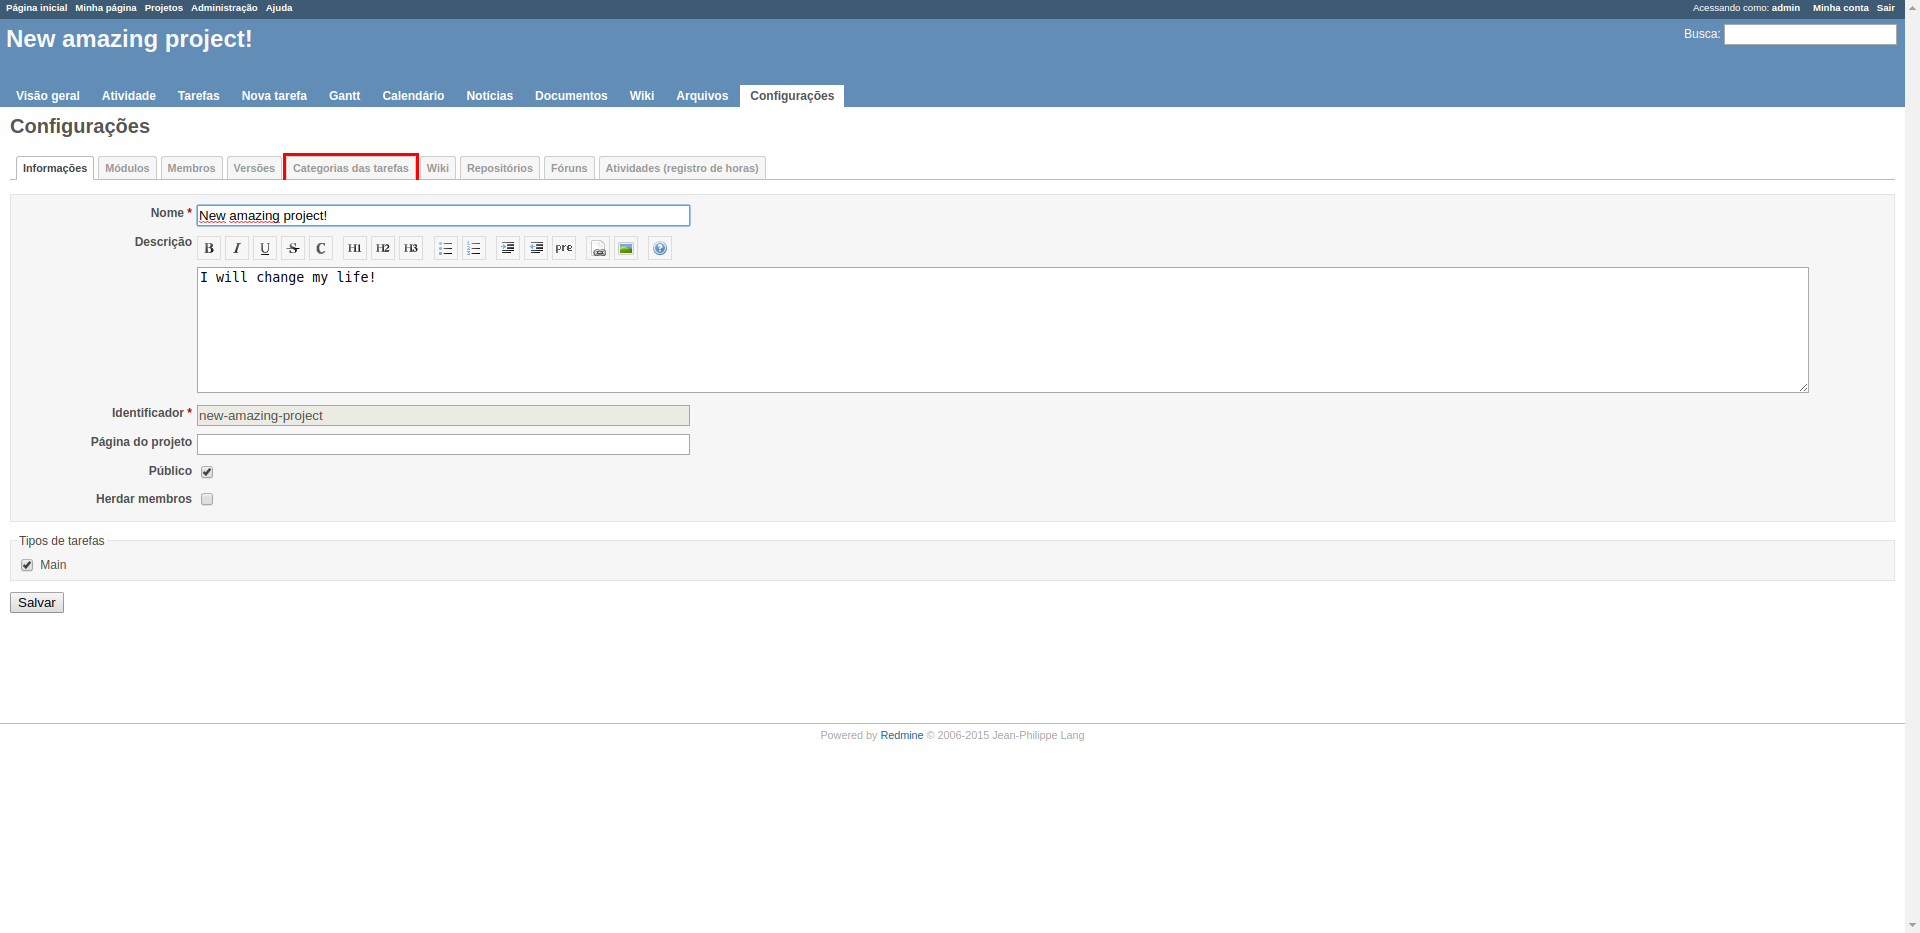 Página inicial Minha página Projetos Administração Ajuda Acessando como: admin Minha conta Sair
New amazing project! Busca:
Visão geral Atividade Tarefas Nova tarefa Gantt Calendário Notícias Documentos Wiki Arquivos Configurações
Configurações
Informações Módulos Membros Versões Categorias das tarefas Wiki Repositórios Fóruns Atividades (registro de horas)
Nome * New amazing project!
Descrição B I U S C H1 H2 H3 pre
I will change my life!
Identificador * new-amazing-project
Página do projeto
Público
Herdar membros
Tipos de tarefas
Main
Salvar
Powered by Redmine © 2006-2015 Jean-Philippe Lang